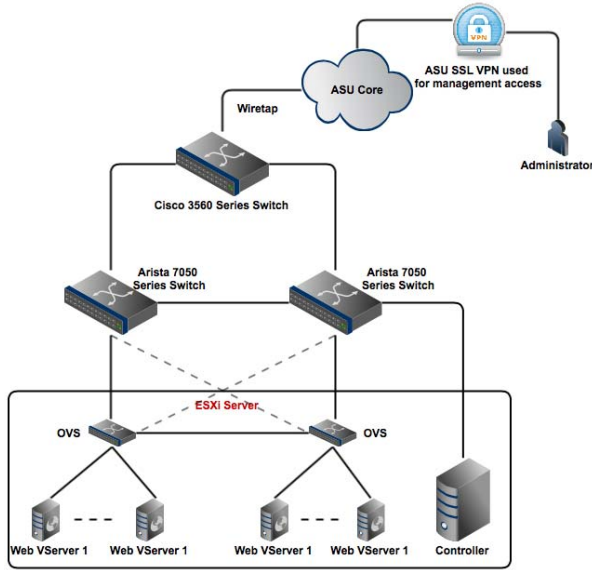 VPN
ASU SSL VPN used
for management access
ASU Core
Wiretap
Administrator
Cisco 3560 Series Switch
Arista 7050
Series Switch
Arista 7050
Series Switch
ESXi Server
OVS
OVS
Web VServer 1
Web VServer 1
Web VServer 1
Web VServer 1
Controller